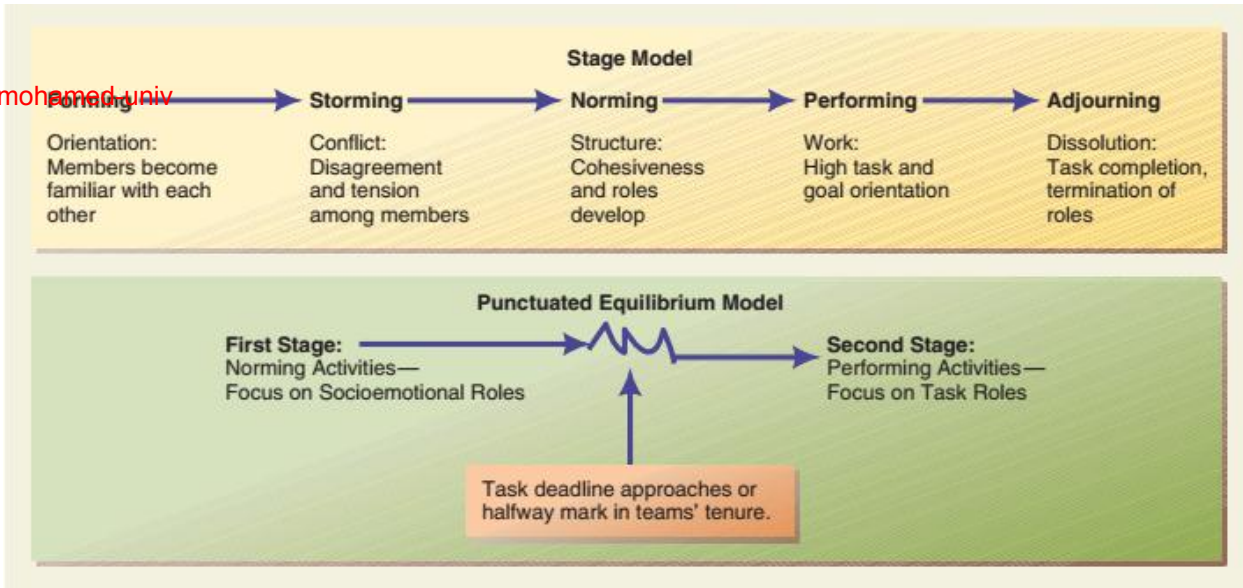 Stage Model
mohamed-univ
Forming
Storming
Norming
Performing
Adjourning
Orientation:
Members become
familiar with each
other
Conflict:
Disagreement
and tension
among members
Structure:
Cohesiveness
and roles
develop
Work:
High task and
goal orientation
Dissolution:
Task completion,
termination of
roles
Punctuated Equilibrium Model
First Stage:
Norming Activities—
Focus on Socioemotional Roles
Second Stage:
Performing Activities—
Focus on Task Roles
Task deadline approaches or
halfway mark in teams' tenure.